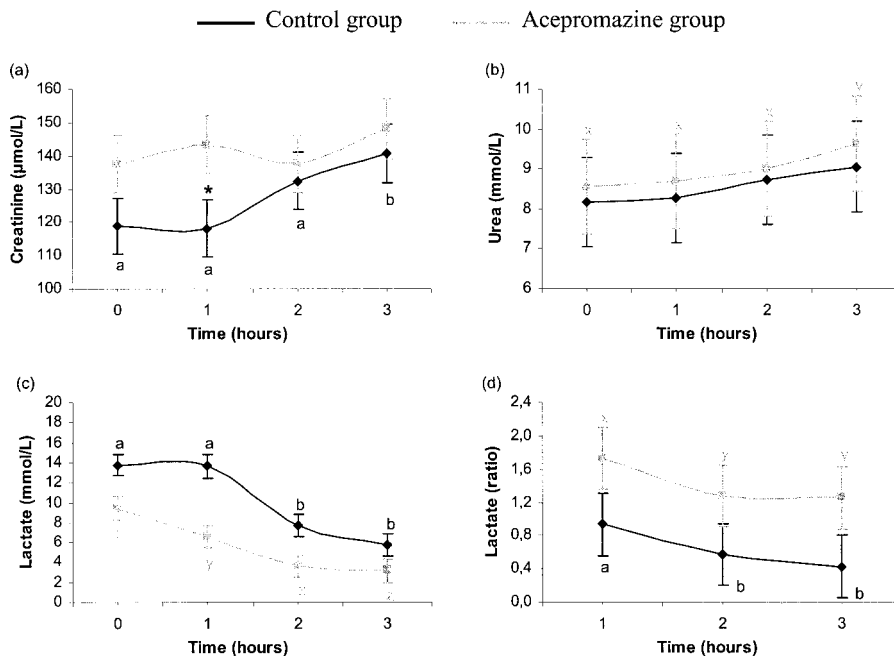 Control group Acepromazine group
(a)
Creatinine (µmol/L)
160
150
140
130
120
110
100
*
a a a b
0 1 2 3
Time (hours)
(b)
Urea (mmol/L)
11
10
9
8
7
6
0 1 2 3
Time (hours)
(c)
Lactate (mmol/L)
20
18
16
14
12
10
8
6
4
2
0
a a b b
0 1 2 3
Time (hours)
(d)
Lactate (ratio)
2,4
2,0
1,6
1,2
0,8
0,4
0,0
a b b
1 2 3
Time (hours)